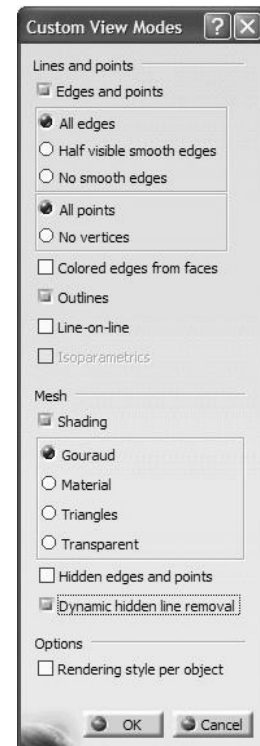 Custom View Modes
Lines and points
Edges and points
All edges
Half visible smooth edges
No smooth edges
All points
No vertices
Colored edges from faces
Outlines
Line-on-line
Isoparametrics
Mesh
Shading
Gouraud
Material
Triangles
Transparent
Hidden edges and points
Dynamic hidden line removal
Options
Rendering style per object
OK Cancel